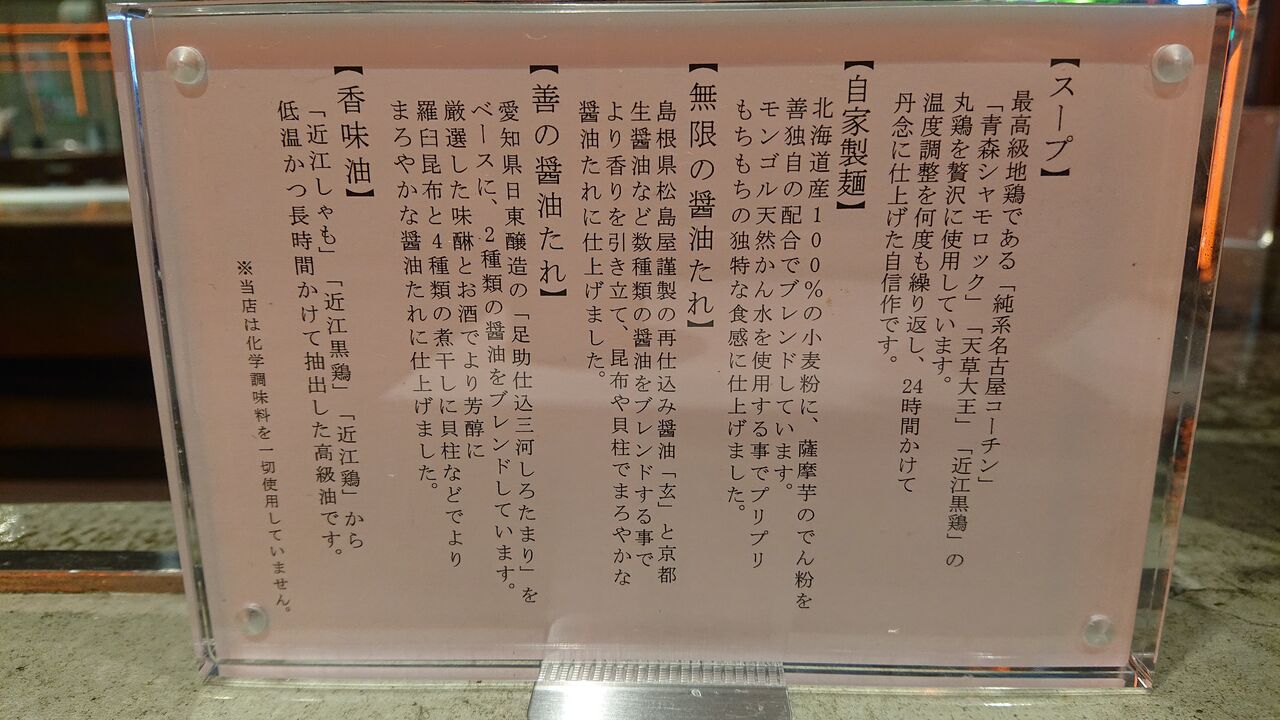 【スープ】
最高級地鶏である「純系名古屋コーチン」
「青森シャモロック」「天草大王」「近江黒鶏」の
丸鶏を贅沢に使用しています。
温度調整を何度も繰り返し、24時間かけて
丹念に仕上げた自信作です。
【自家製麺】
北海道産100%の小麦粉に、薩摩芋のでん粉を
善独自の配合でブレンドしています。
モンゴル天然かん水を使用する事でプリプリ
もちもちの独特な食感に仕上げました。
【無限の醤油たれ】
島根県松島屋謹製の再仕込み醤油「玄」と京都
生醤油など数種類の醤油をブレンドする事で
より香りを引き立て、昆布や貝柱でまろやかな
醤油たれに仕上げました。
【善の醤油たれ】
愛知県日東醸造の「足助仕込三河しろたまり」を
ベースに、2種類の醤油をブレンドしています。
厳選した味醂とお酒でより芳醇に
羅臼昆布と4種類の煮干しに貝柱などでより
まろやかな醤油たれに仕上げました。
【香味油】
「近江しゃも」「近江黒鶏」「近江鶏」から
低温かつ長時間かけて抽出した高級油です。
※当店は化学調味料を一切使用していません。